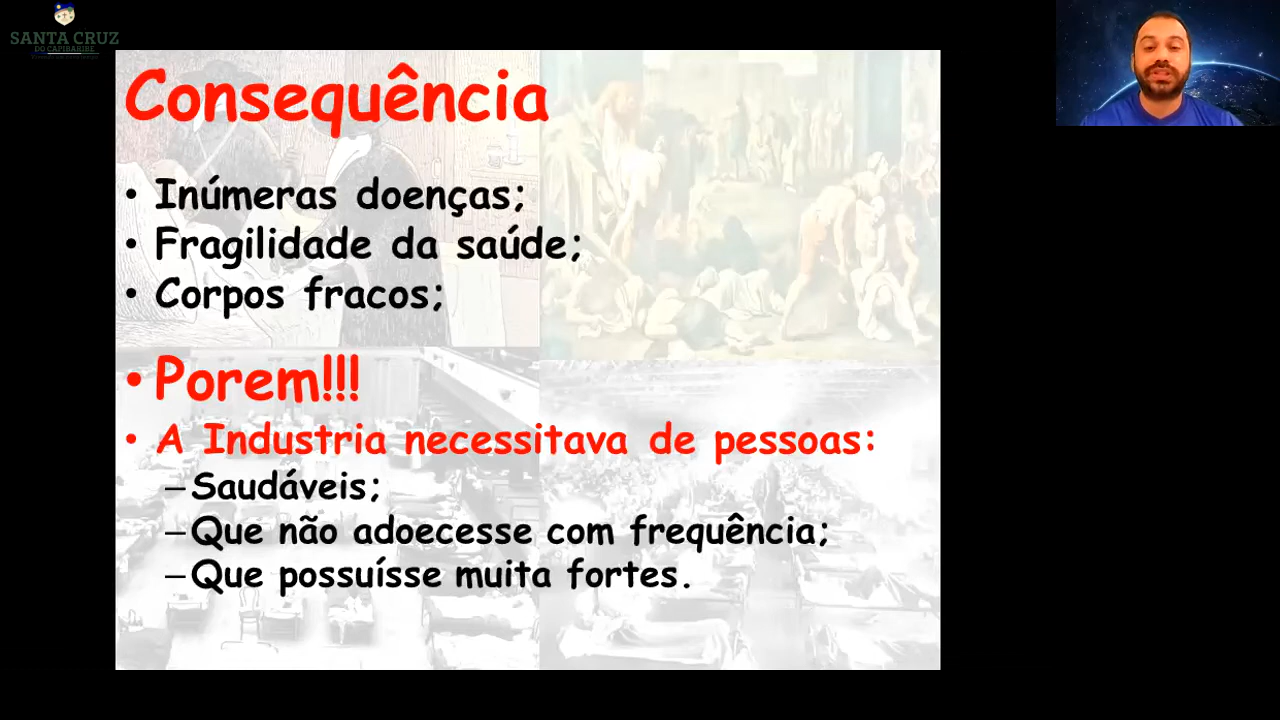 SANTA CRUZ
DO CAPIBARIBE
Consequência
• Inúmeras doenças;
• Fragilidade da saúde;
• Corpos fracos;
• Porem!!!
• A Industria necessitava de pessoas:
–Saudáveis;
–Que não adoecesse com frequência;
–Que possuísse muita fortes.